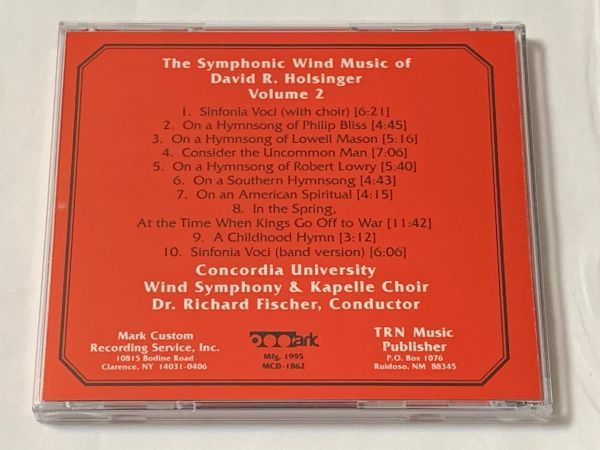 The Symphonic Wind Music of
David R. Holsinger
Volume 2
1. Sinfonia Voci (with choir) [6:21]
2. On a Hymnsong of Philip Bliss [4:45]
3. On a Hymnsong of Lowell Mason [5:16]
4. Consider the Uncommon Man [7:06]
5. On a Hymnsong of Robert Lowry [5:40]
6. On a Southern Hymnsong [4:43]
7. On an American Spiritual [4:15]
8. In the Spring,
At the Time When Kings Go Off to War [11:42]
9. A Childhood Hymn [3:12]
10. Sinfonia Voci (band version) [6:06]
Concordia University
Wind Symphony & Kapelle Choir
Dr. Richard Fischer, Conductor
Mark Custom
Recording Service, Inc.
10815 Bodine Road
Clarence, NY 14031-0406
mark
Mfg. 1995
MCD-1862
TRN Music
Publisher
P.O. Box 1076
Ruidoso, NM 88345